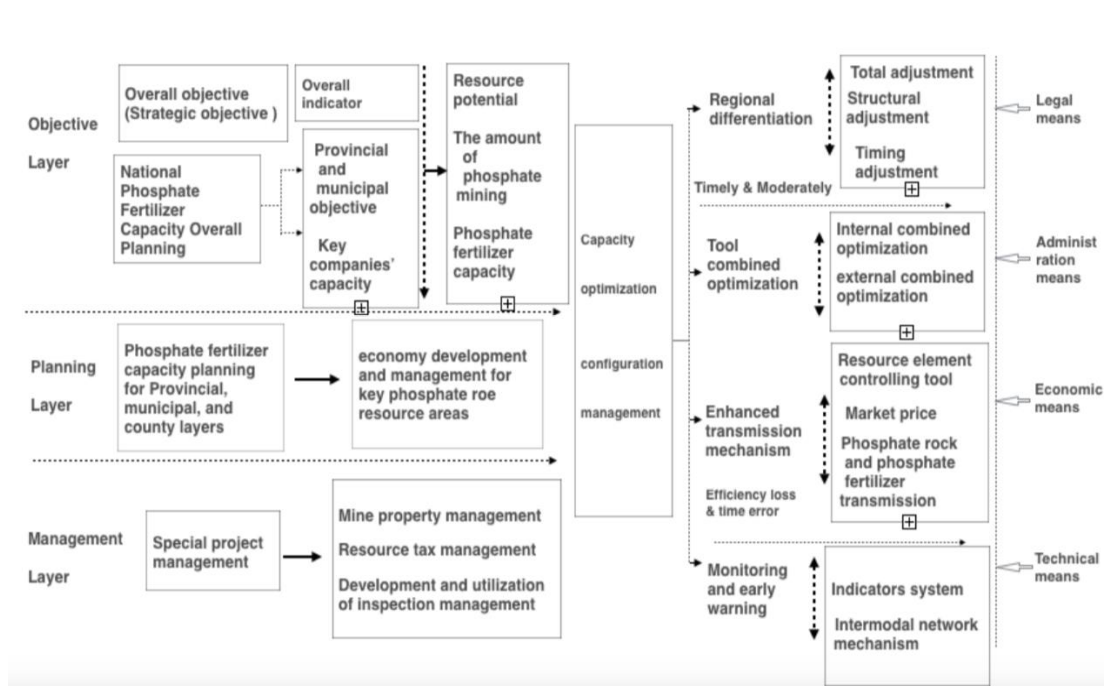 Objective
Layer
Overall objective
(Strategic objective )
Overall
indicator
National
Phosphate
Fertilizer
Capacity Overall
Planning
Provincial
and
municipal
objective
Key
companies'
capacity
Resource
potential
The amount
of
phosphate
mining
Phosphate
fertilizer
capacity
Planning
Layer
Phosphate fertilizer
capacity planning
for Provincial,
municipal, and
county layers
economy development
and management for
key phosphate roe
resource areas
Management
Layer
Special project
management
Mine property management
Resource tax management
Development and utilization
of inspection management
Capacity
optimization
configuration
management
Regional
differentiation
Timely & Moderately
Tool
combined
optimization
Enhanced
transmission
mechanism
Efficiency loss
& time error
Monitoring
and early
warning
Total adjustment
Structural
adjustment
Timing
adjustment
Internal combined
optimization
external combined
optimization
Resource element
controlling tool
Market price
Phosphate rock
and phosphate
fertilizer
transmission
Indicators system
Intermodal network
mechanism
Legal
means
Administ
ration
means
Economic
means
Technical
means